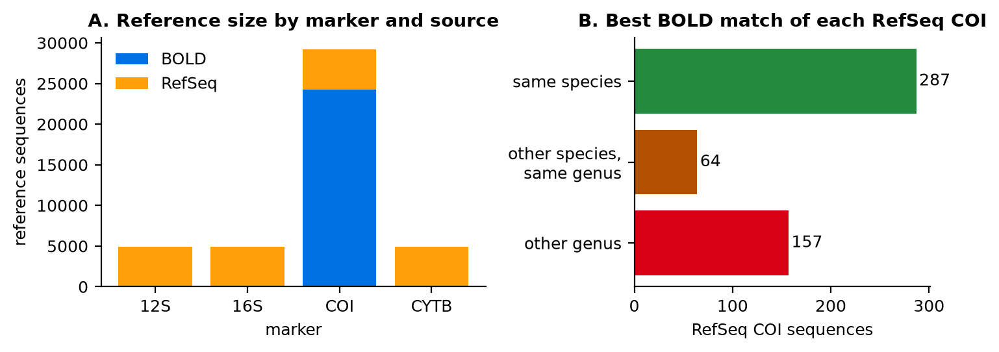 A. Reference size by marker and source
reference sequences
30000
25000
20000
15000
10000
5000
0
BOLD
RefSeq
12S
16S
COI
CYTB
marker
B. Best BOLD match of each RefSeq COI
same species
other species,
same genus
other genus
287
64
157
0
100
200
300
RefSeq COI sequences